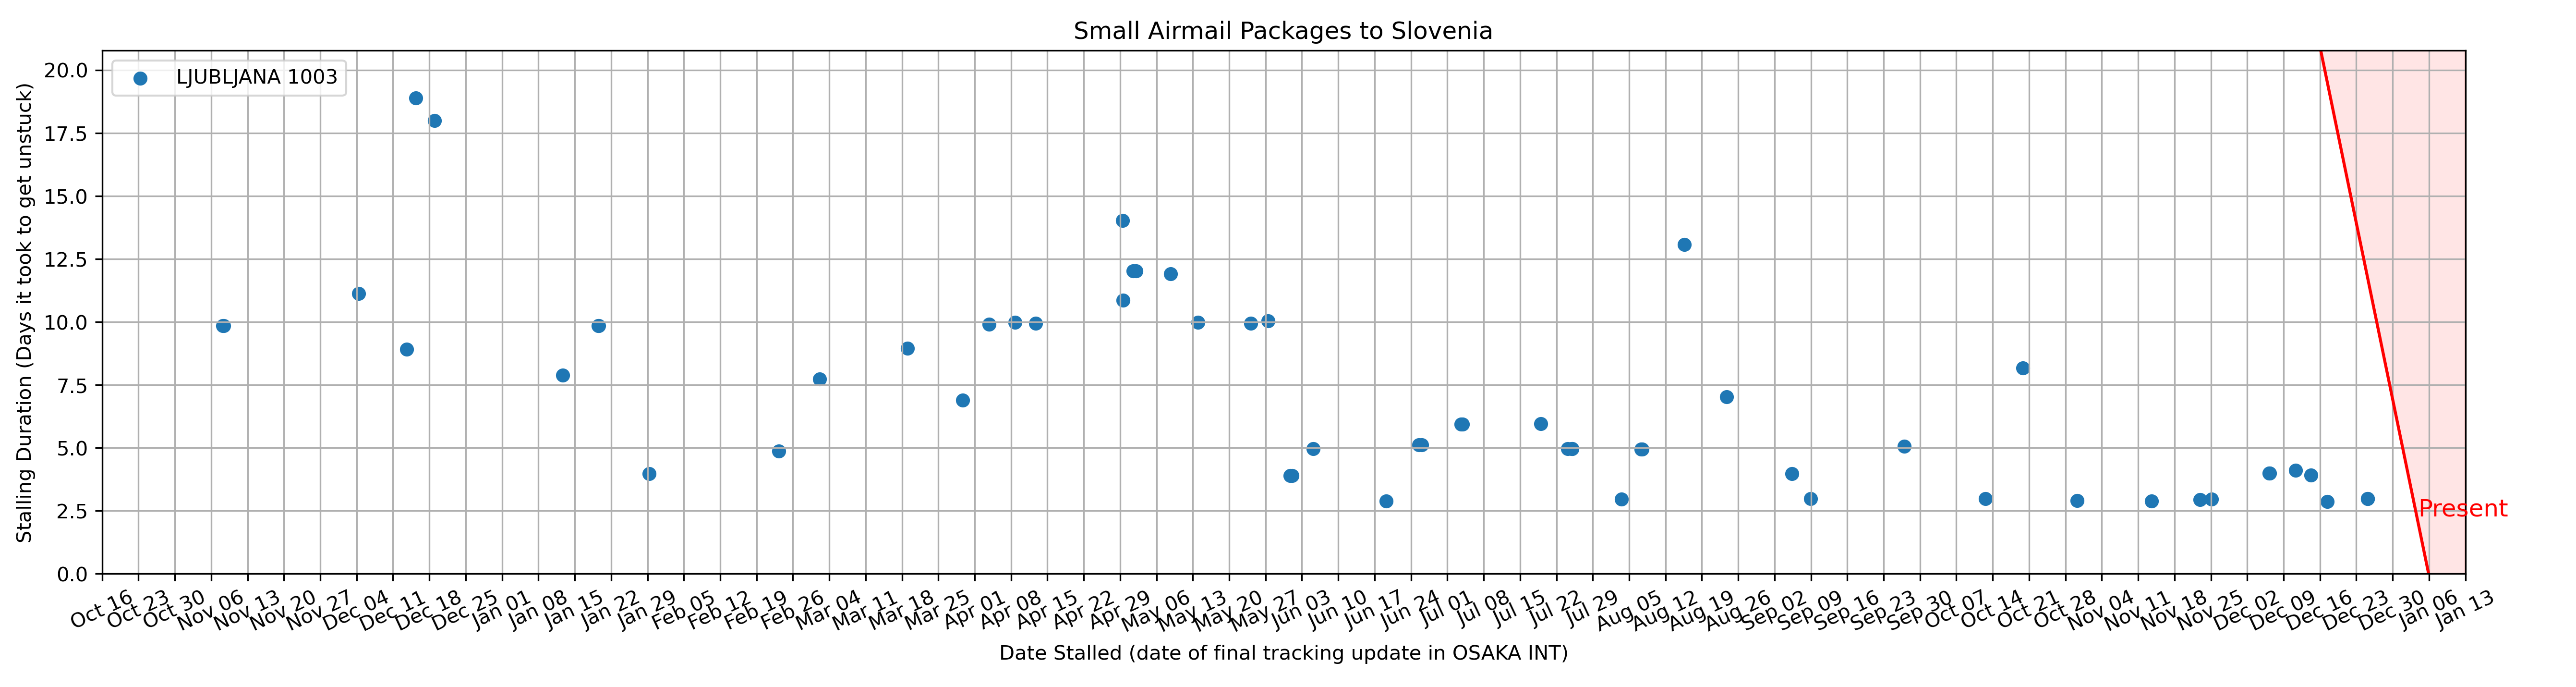 Small Airmail Packages to Slovenia
LJUBLJANA 1003
Stalling Duration (Days it took to get unstuck)
20.0
17.5
15.0
12.5
10.0
7.5
5.0
2.5
0.0
Present
Oct 16
Oct 23
Oct 30
Nov 06
Nov 13
Nov 20
Nov 27
Dec 04
Dec 11
Dec 18
Dec 25
Jan 01
Jan 08
Jan 15
Jan 22
Jan 29
Feb 05
Feb 12
Feb 19
Feb 26
Mar 04
Mar 11
Mar 18
Mar 25
Apr 01
Apr 08
Apr 15
Apr 22
Apr 29
May 06
May 13
May 20
May 27
Jun 03
Jun 10
Jun 17
Jun 24
Jul 01
Jul 08
Jul 15
Jul 22
Jul 29
Aug 05
Aug 12
Aug 19
Aug 26
Sep 02
Sep 09
Sep 16
Sep 23
Sep 30
Oct 07
Oct 14
Oct 21
Oct 28
Nov 04
Nov 11
Nov 18
Nov 25
Dec 02
Dec 09
Dec 16
Dec 23
Dec 30
Jan 06
Jan 13
Date Stalled (date of final tracking update in OSAKA INT)